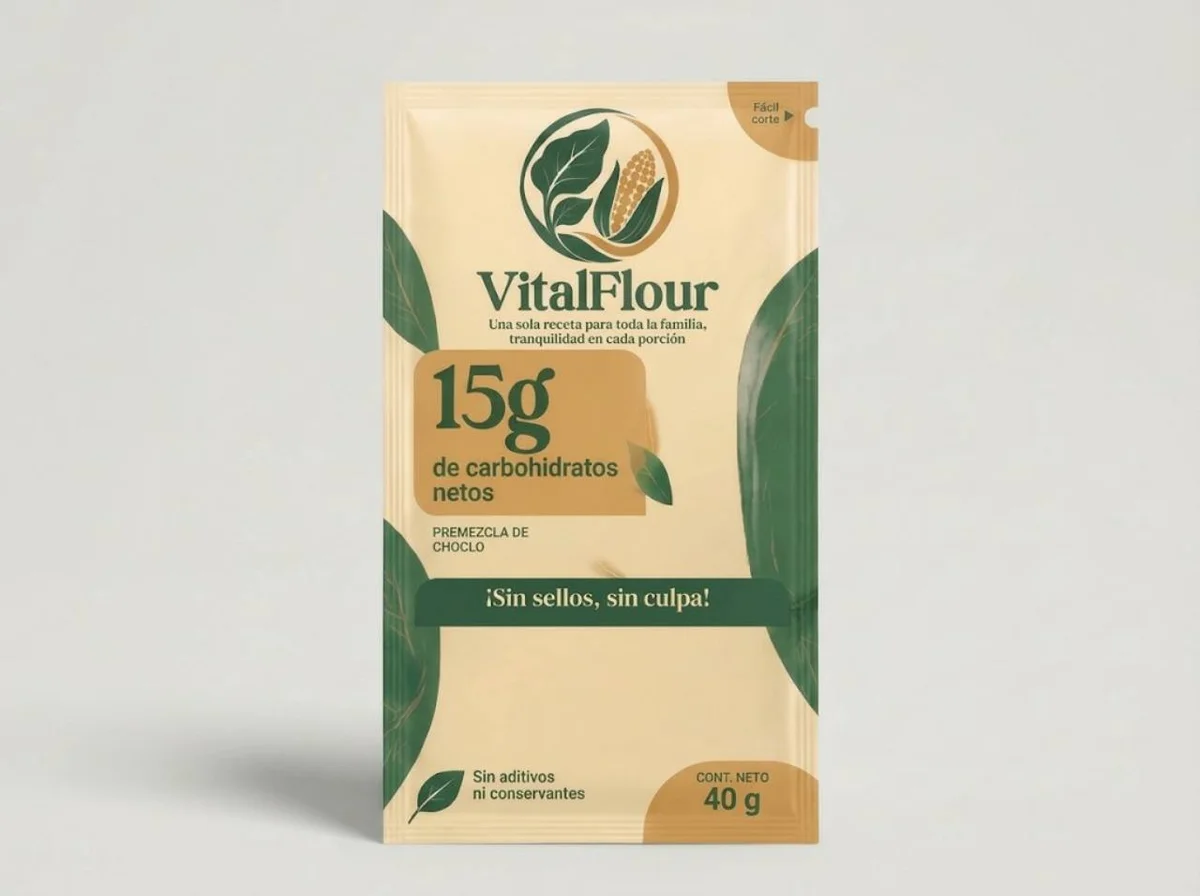 Fácil
corte
VitalFlour
Una sola receta para toda la familia,
tranquilidad en cada porción
15g
de carbohidratos
netos
PREMEZCLA DE
CHOCLO
¡Sin sellos, sin culpa!
Sin aditivos
ni conservantes
CONT. NETO
40 g